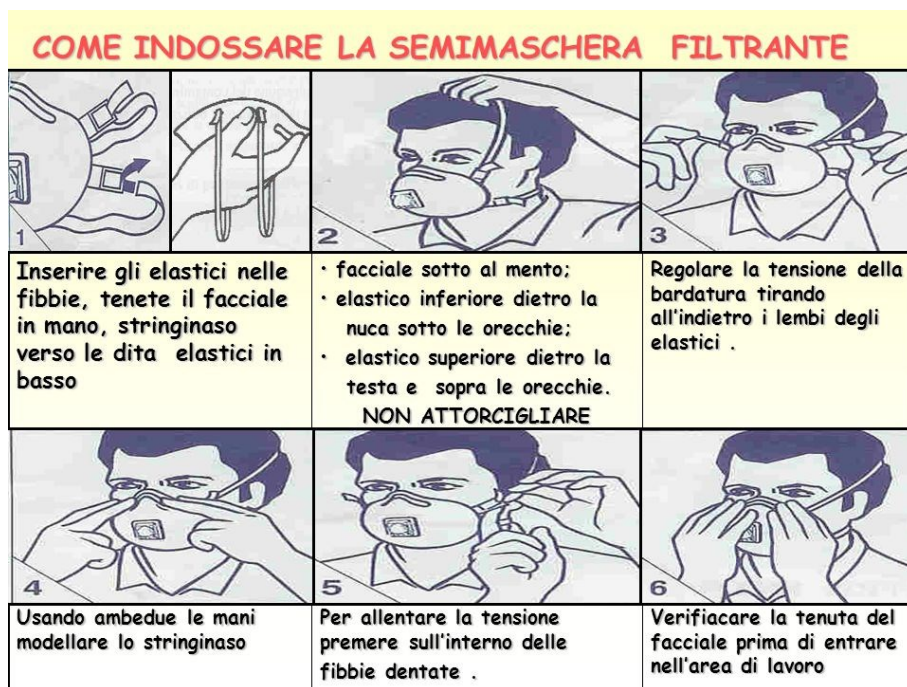 COME INDOSSARE LA SEMIMASCHERA FILTRANTE
1
2
3
Inserire gli elastici nelle
fibbie, tenete il facciale
in mano, stringinaso
verso le dita elastici in
basso
· facciale sotto al mento;
· elastico inferiore dietro la
nuca sotto le orecchie;
· elastico superiore dietro la
testa e sopra le orecchie.
NON ATTORCIGLIARE
Regolare la tensione della
bardatura tirando
all'indietro i lembi degli
elastici .
4
5
6
Usando ambedue le mani
modellare lo stringinaso
Per allentare la tensione
premere sull'interno delle
fibbie dentate .
Verifiacare la tenuta del
facciale prima di entrare
nell'area di lavoro